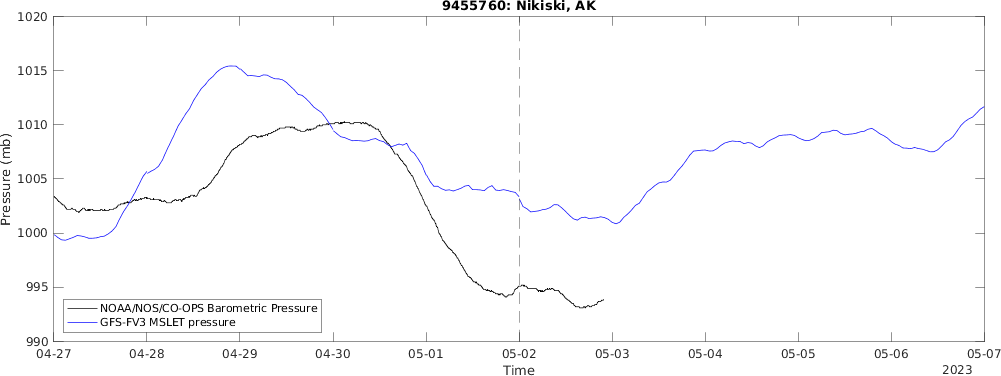 9455760: Nikiski, AK
1020
1015
1010
1005
1000
995
990
Pressure (mb)
NOAA/NOS/CO-OPS Barometric Pressure
GFS-FV3 MSLET pressure
04-27 04-28 04-29 04-30 05-01 05-02 05-03 05-04 05-05 05-06 05-07
Time
2023